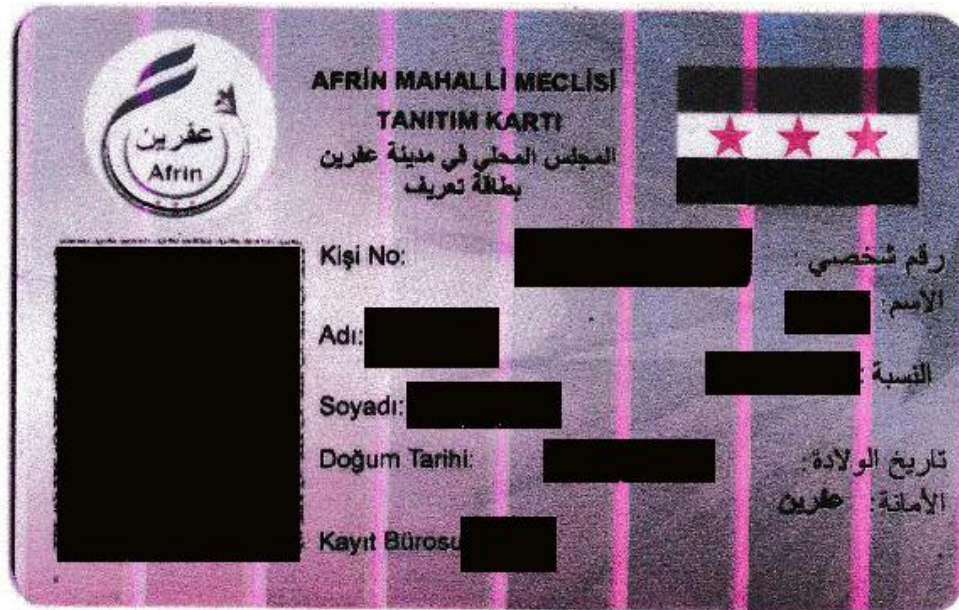 عفرين
Afrin
AFRİN MAHALLİ MECLİSİ
TANITIM KARTI
المجلس المحلي في مدينة عفرين
بطاقة تعريف
Kişi No: رقم شخصي :
الاسم:
Adı:
النسبة :
Soyadı:
Doğum Tarihi: تاريخ الولادة:
الأمانة: عفرين
Kayıt Bürosu